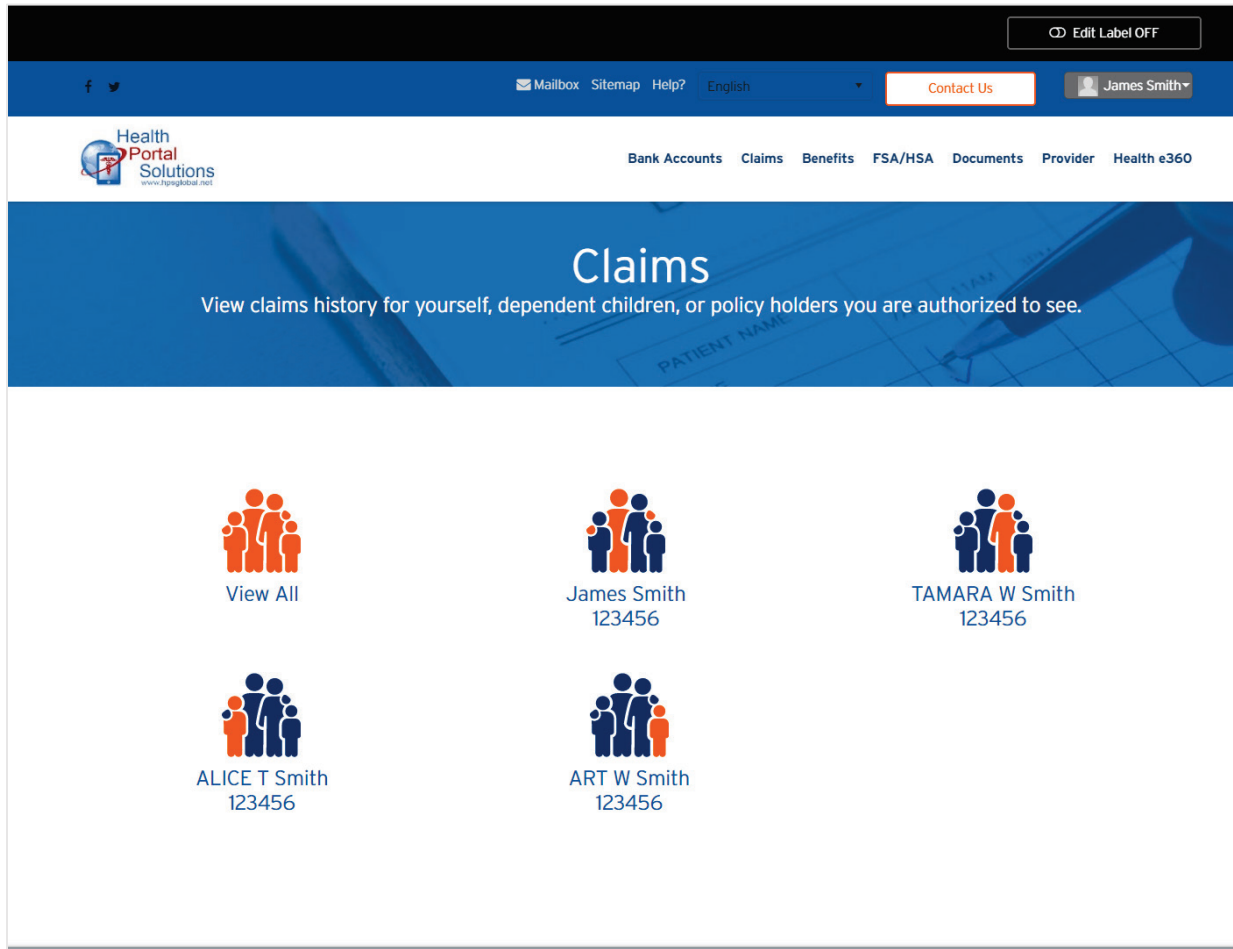 Edit Label OFF
Mailbox Sitemap Help? English Contact Us James Smith
Health
Portal
Solutions
www.hpsglobal.net
Bank Accounts Claims Benefits FSA/HSA Documents Provider Health e360
Claims
View claims history for yourself, dependent children, or policy holders you are authorized to see.
PATIENT NAME
11AM
View All
James Smith
123456
TAMARA W Smith
123456
ALICE T Smith
123456
ART W Smith
123456